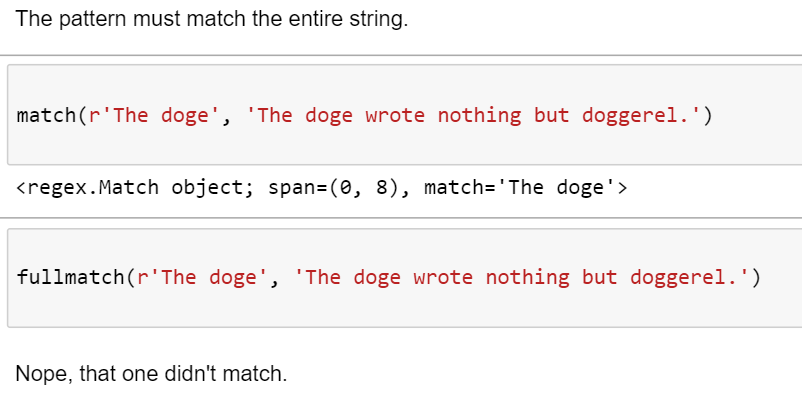 The pattern must match the entire string.
match(r'The doge', 'The doge wrote nothing but doggerel.')
<regex.Match object; span=(0, 8), match='The doge'>
fullmatch(r'The doge', 'The doge wrote nothing but doggerel.')
Nope, that one didn't match.